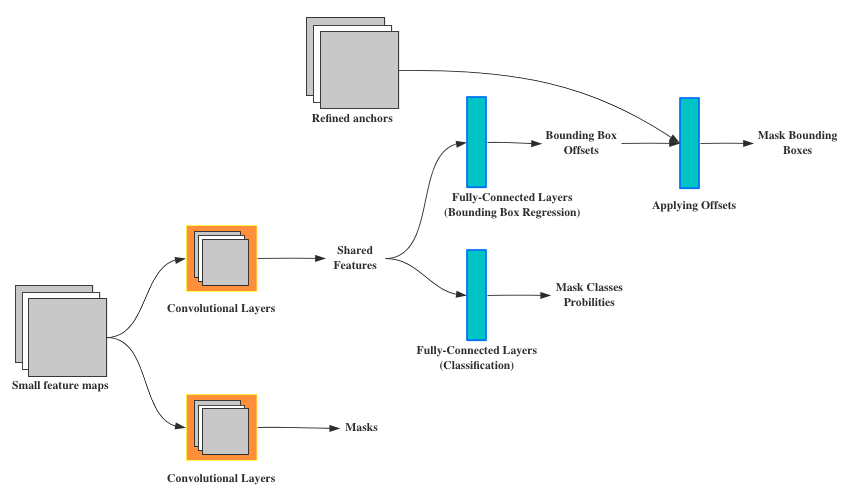 Refined anchors
Bounding Box
Offsets
Mask Bounding
Boxes
Fully-Connected Layers
(Bounding Box Regression)
Applying Offsets
Shared
Features
Convolutional Layers
Mask Classes
Probilities
Fully-Connected Layers
(Classification)
Small feature maps
Masks
Convolutional Layers